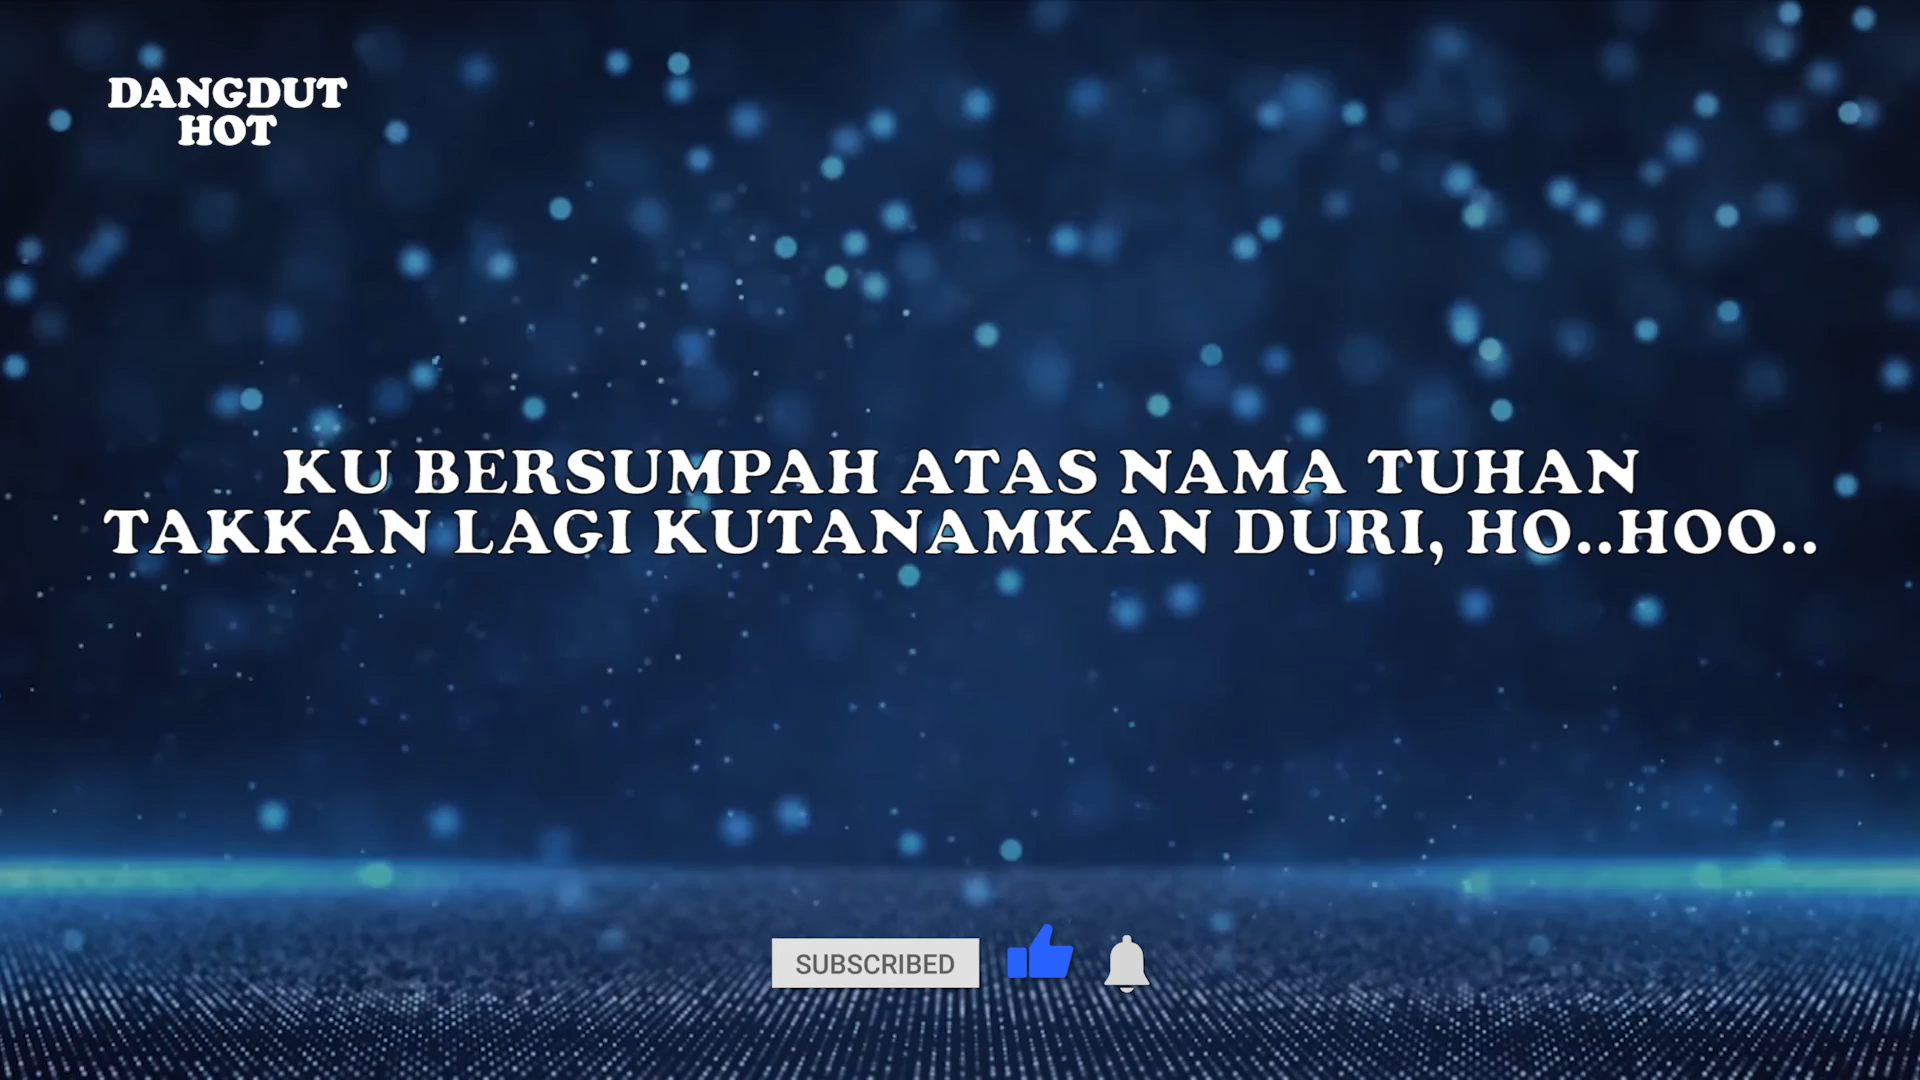 DANGDUT
HOT
KU BERSUMPAH ATAS NAMA TUHAN
TAKKAN LAGI KUTANAMKAN DURI, HO..HOO..
SUBSCRIBED